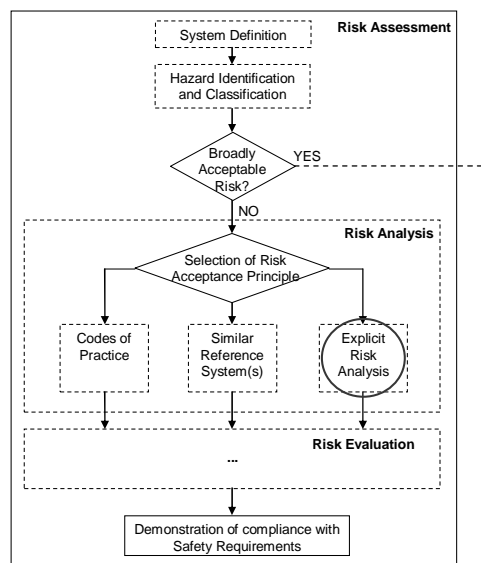 Risk Assessment
System Definition
Hazard Identification
and Classification
Broadly
Acceptable
Risk?
YES
NO
Risk Analysis
Selection of Risk
Acceptance Principle
Codes of
Practice
Similar
Reference
System(s)
Explicit
Risk
Analysis
Risk Evaluation
...
Demonstration of compliance with
Safety Requirements